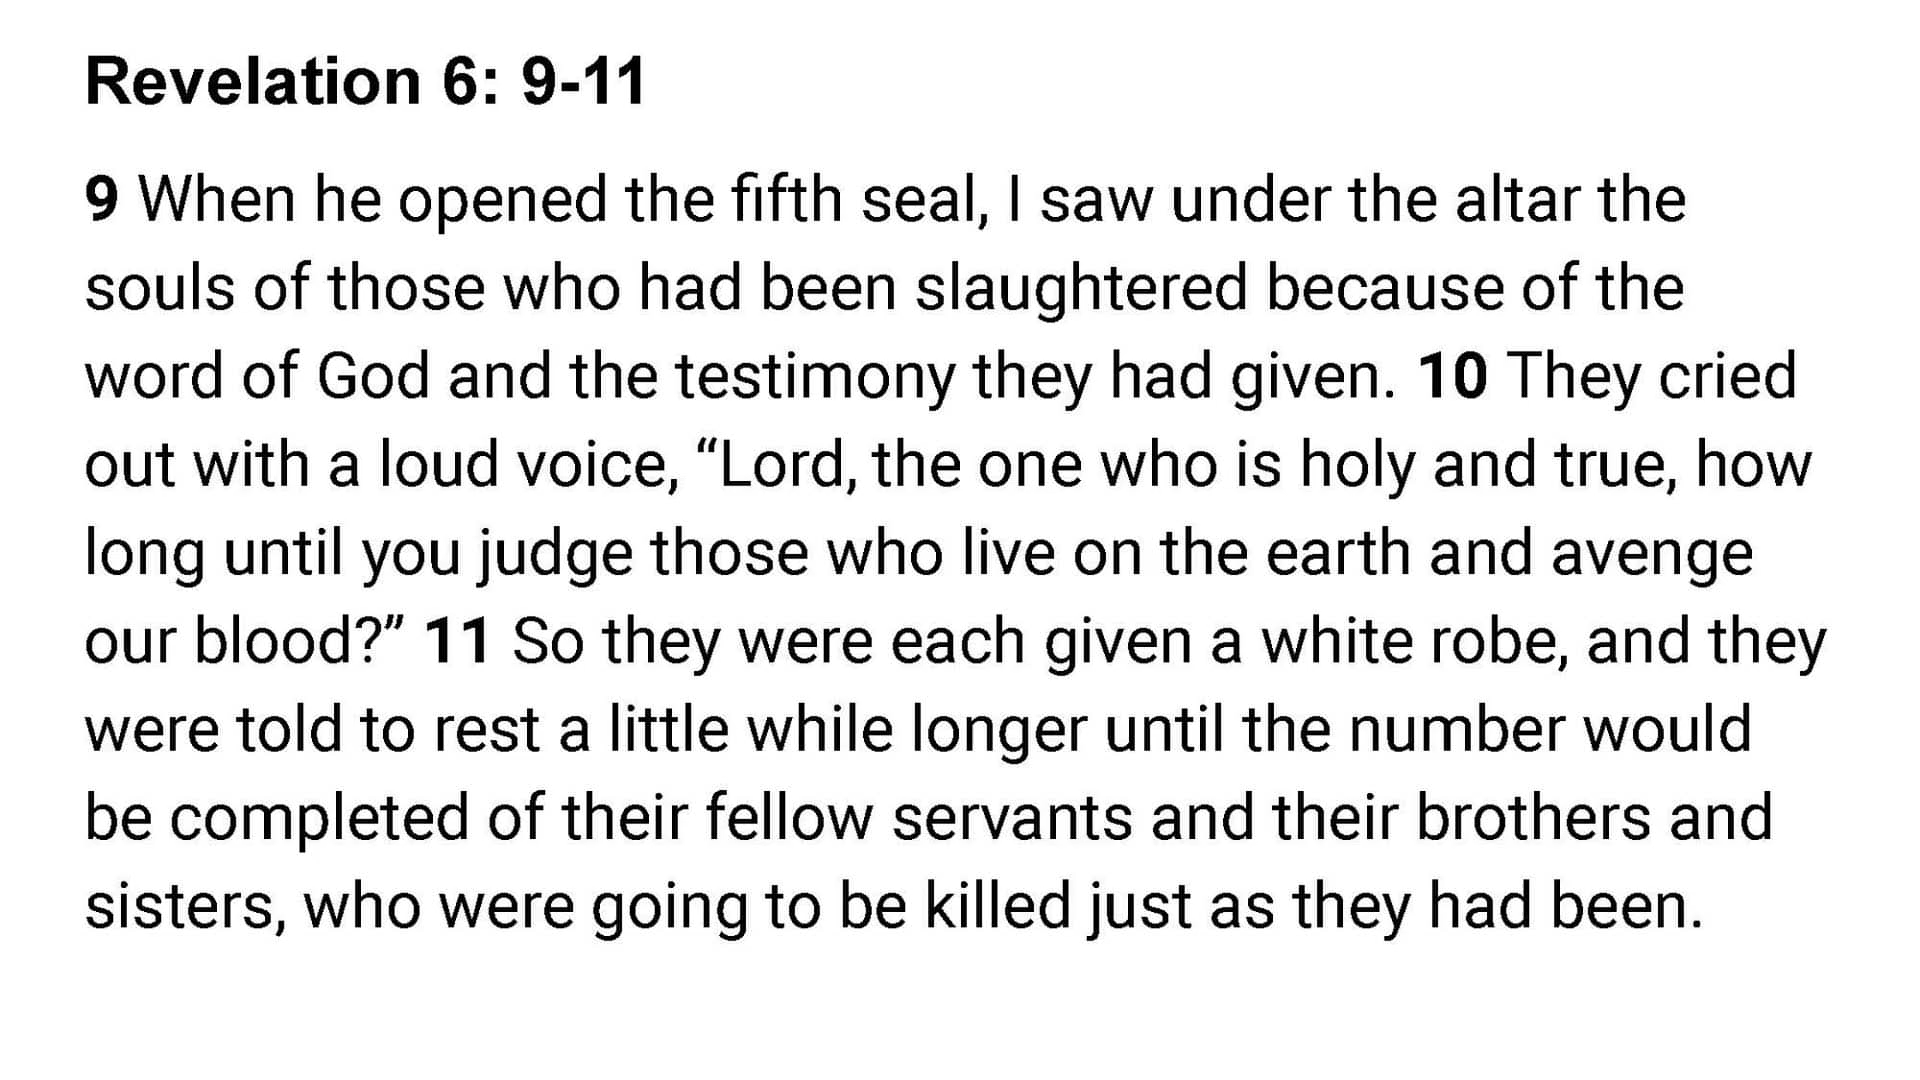 Revelation 6: 9-11
9 When he opened the fifth seal, I saw under the altar the
souls of those who had been slaughtered because of the
word of God and the testimony they had given. 10 They cried
out with a loud voice, “Lord, the one who is holy and true, how
long until you judge those who live on the earth and avenge
our blood?” 11 So they were each given a white robe, and they
were told to rest a little while longer until the number would
be completed of their fellow servants and their brothers and
sisters, who were going to be killed just as they had been.